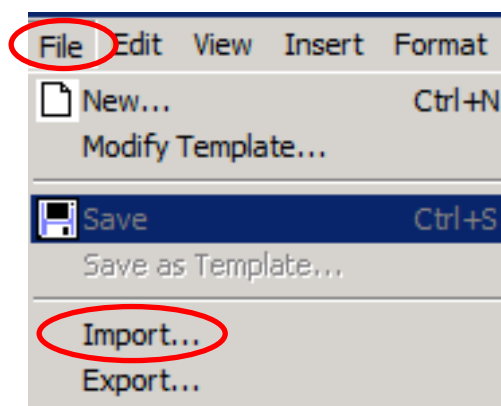 File Edit View Insert Format
New... Ctrl+N
Modify Template...
Save Ctrl+S
Save as Template...
Import...
Export...